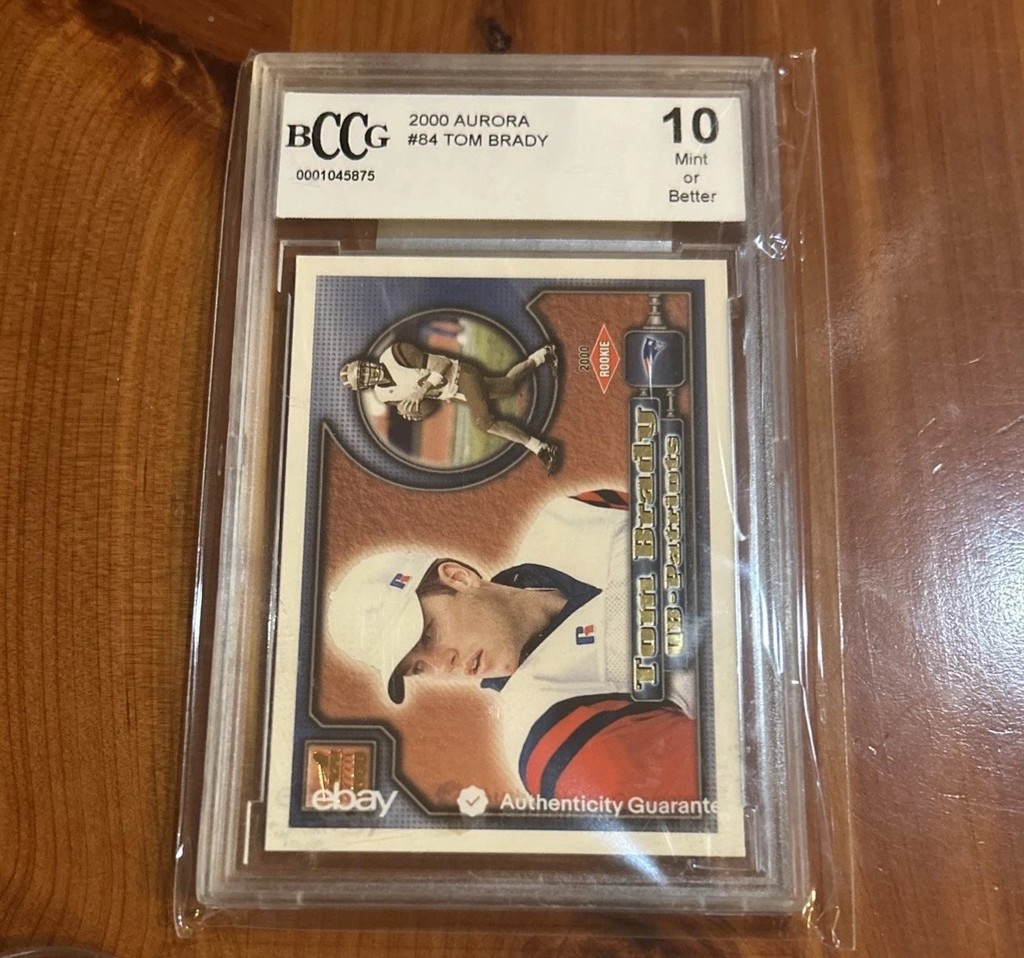 BCCG
0001045875
2000 AURORA
#84 TOM BRADY
10
Mint
or
Better
2000
ROOKIE
Tom Brady
QB-Patriots
ebay
Authenticity Guarante